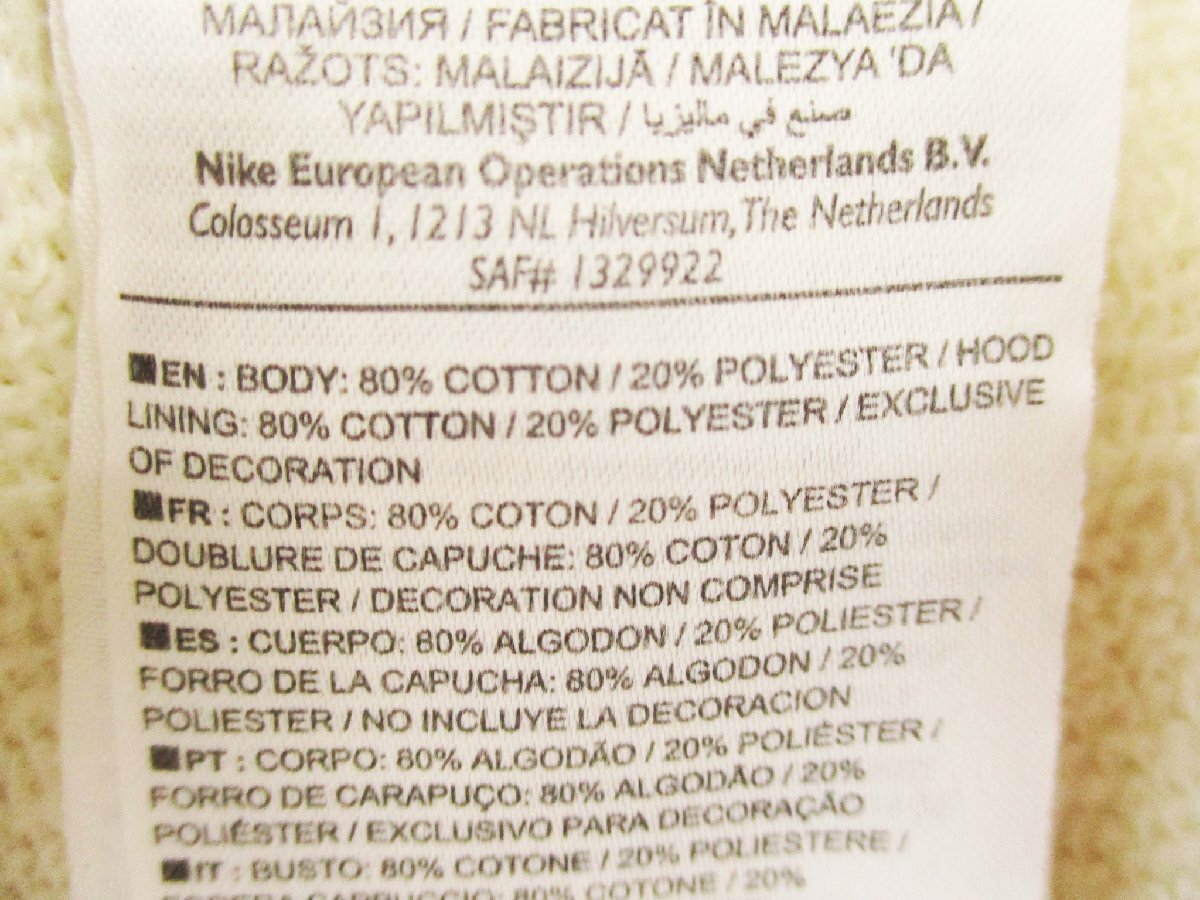 МАЛАЙЗИЯ / FABRICAT ÎN MALAEZIA /
RAŽOTS: MALAIZIJĀ / MALEZYA 'DA
YAPILMIŞTIR / صنع في ماليزيا
Nike European Operations Netherlands B.V.
Colosseum 1, 1213 NL Hilversum, The Netherlands
SAF# 1329922
EN : BODY: 80% COTTON / 20% POLYESTER / HOOD
LINING: 80% COTTON / 20% POLYESTER / EXCLUSIVE
OF DECORATION
FR : CORPS: 80% COTON / 20% POLYESTER /
DOUBLURE DE CAPUCHE: 80% COTON / 20%
POLYESTER / DECORATION NON COMPRISE
ES : CUERPO: 80% ALGODON / 20% POLIESTER /
FORRO DE LA CAPUCHA: 80% ALGODON / 20%
POLIESTER / NO INCLUYE LA DECORACION
PT : CORPO: 80% ALGODÃO / 20% POLIÉSTER /
FORRO DE CARAPUÇO: 80% ALGODÃO / 20%
POLIÉSTER / EXCLUSIVO PARA DECORAÇÃO
IT : BUSTO: 80% COTONE / 20% POLIESTERE /
FODERA CAPPUCCIO: 80% COTONE / 20%